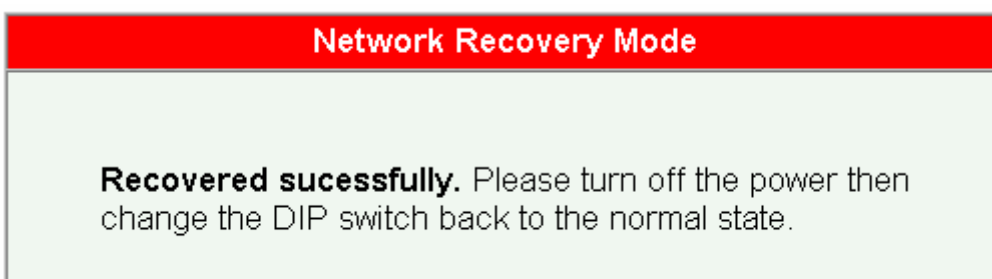 Network Recovery Mode
Recovered sucessfully. Please turn off the power then
change the DIP switch back to the normal state.